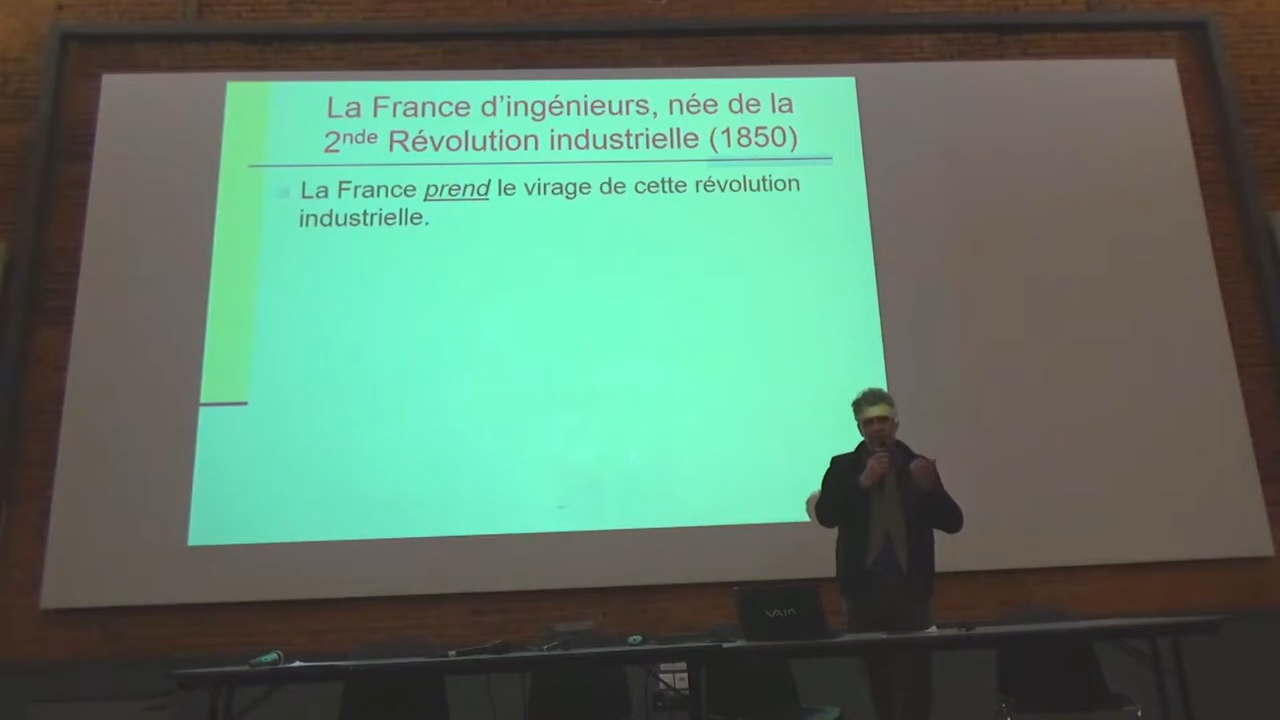 La France d'ingénieurs, née de la
2nde Révolution industrielle (1850)
La France prend le virage de cette révolution
industrielle.
VAIO